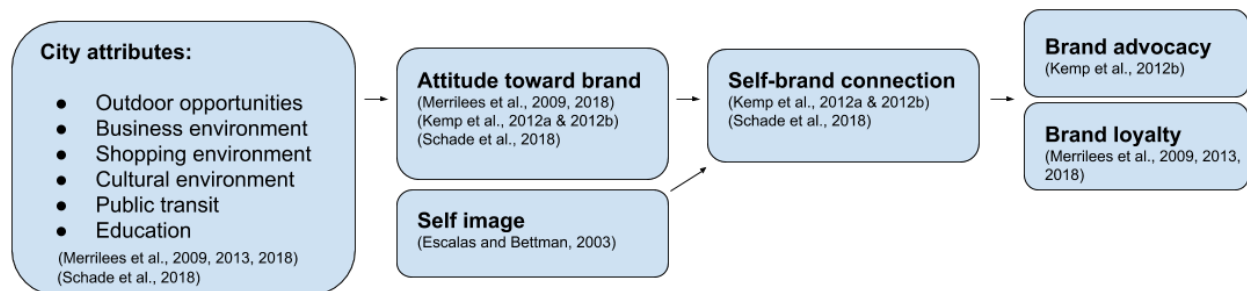 City attributes:
● Outdoor opportunities
● Business environment
● Shopping environment
● Cultural environment
● Public transit
● Education
(Merrilees et al., 2009, 2013, 2018)
(Schade et al., 2018)
Attitude toward brand
(Merrilees et al., 2009, 2018)
(Kemp et al., 2012a & 2012b)
(Schade et al., 2018)
Self image
(Escalas and Bettman, 2003)
Self-brand connection
(Kemp et al., 2012a & 2012b)
(Schade et al., 2018)
Brand advocacy
(Kemp et al., 2012b)
Brand loyalty
(Merrilees et al., 2009, 2013,
2018)